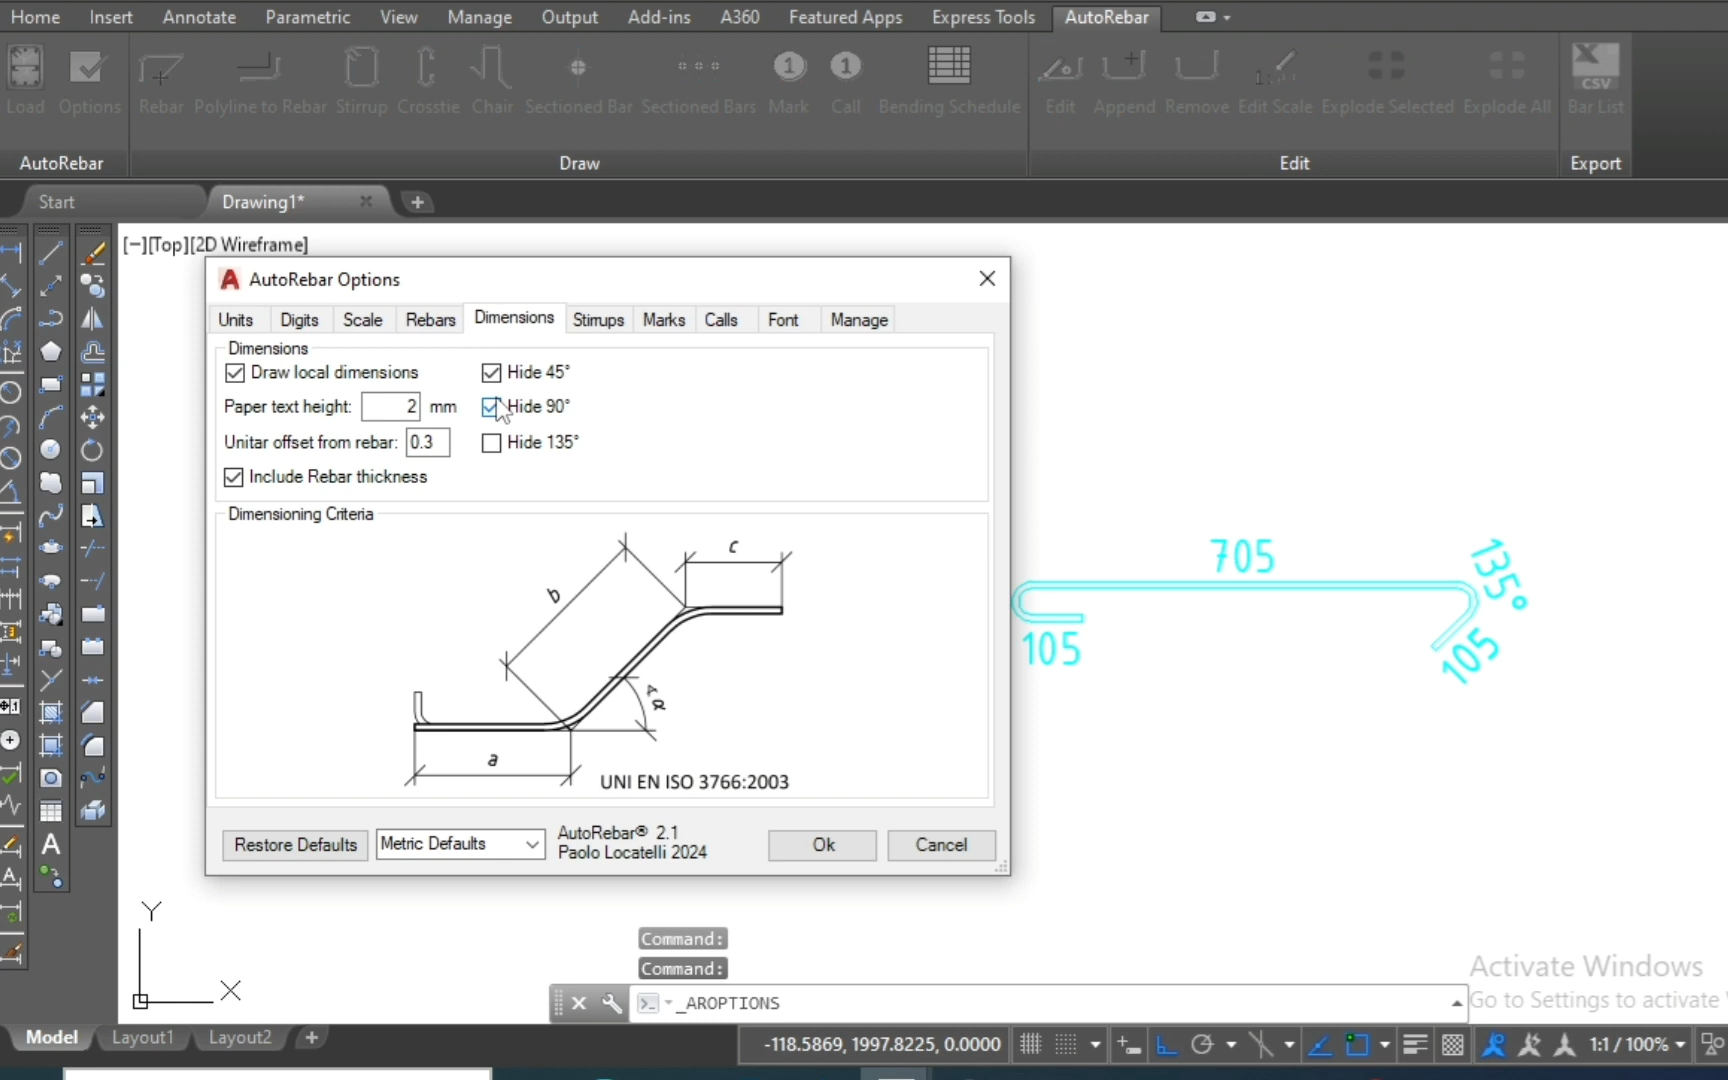 Home Insert Annotate Parametric View Manage Output Add-ins A360 Featured Apps Express Tools AutoRebar
1 1 1: X CSV
Load Options Rebar Polyline to Rebar Stirrup Crosstie Chair Sectioned Bar Sectioned Bars Mark Call Bending Schedule Edit Append Remove Edit Scale Explode Selected Explode All Bar List
AutoRebar Draw Edit Export
Start Drawing1*
[−][Top][2D Wireframe]
AutoRebar Options
Units Digits Scale Rebars Dimensions Stirrups Marks Calls Font Manage
Dimensions
Draw local dimensions Hide 45°
Paper text height: 2 mm Hide 90°
Unitar offset from rebar: 0.3 Hide 135°
Include Rebar thickness
Dimensioning Criteria
c
b
α
a
UNI EN ISO 3766:2003
Restore Defaults Metric Defaults AutoRebar® 2.1
Paolo Locatelli 2024 Ok Cancel
705 135°
105 105
A
Y
X
Command:
Command:
_AROPTIONS
Activate Windows
Go to Settings to activate
Model Layout1 Layout2
-118.5869, 1997.8225, 0.0000 1:1 / 100%